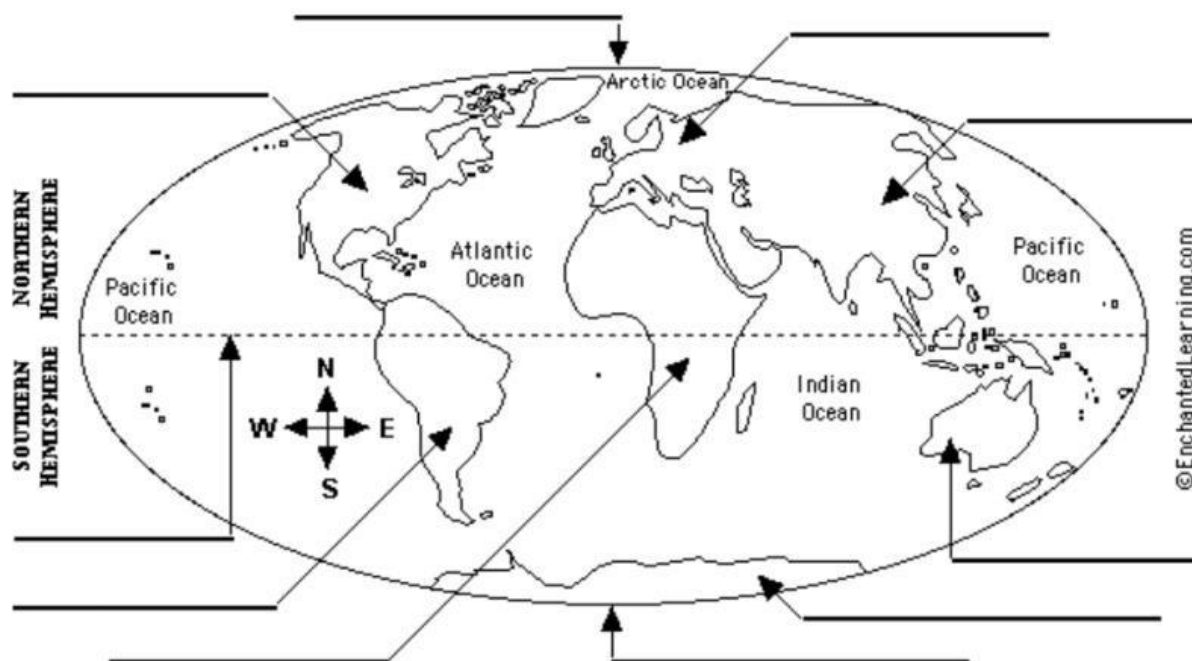 Arctic Ocean
NORTHERN
HEMISPHERE
Atlantic
Ocean
Pacific
Ocean
Pacific
Ocean
SOUTHERN
HEMISPHERE
N
W E
S
Indian
Ocean
©EnchantedLearning.com